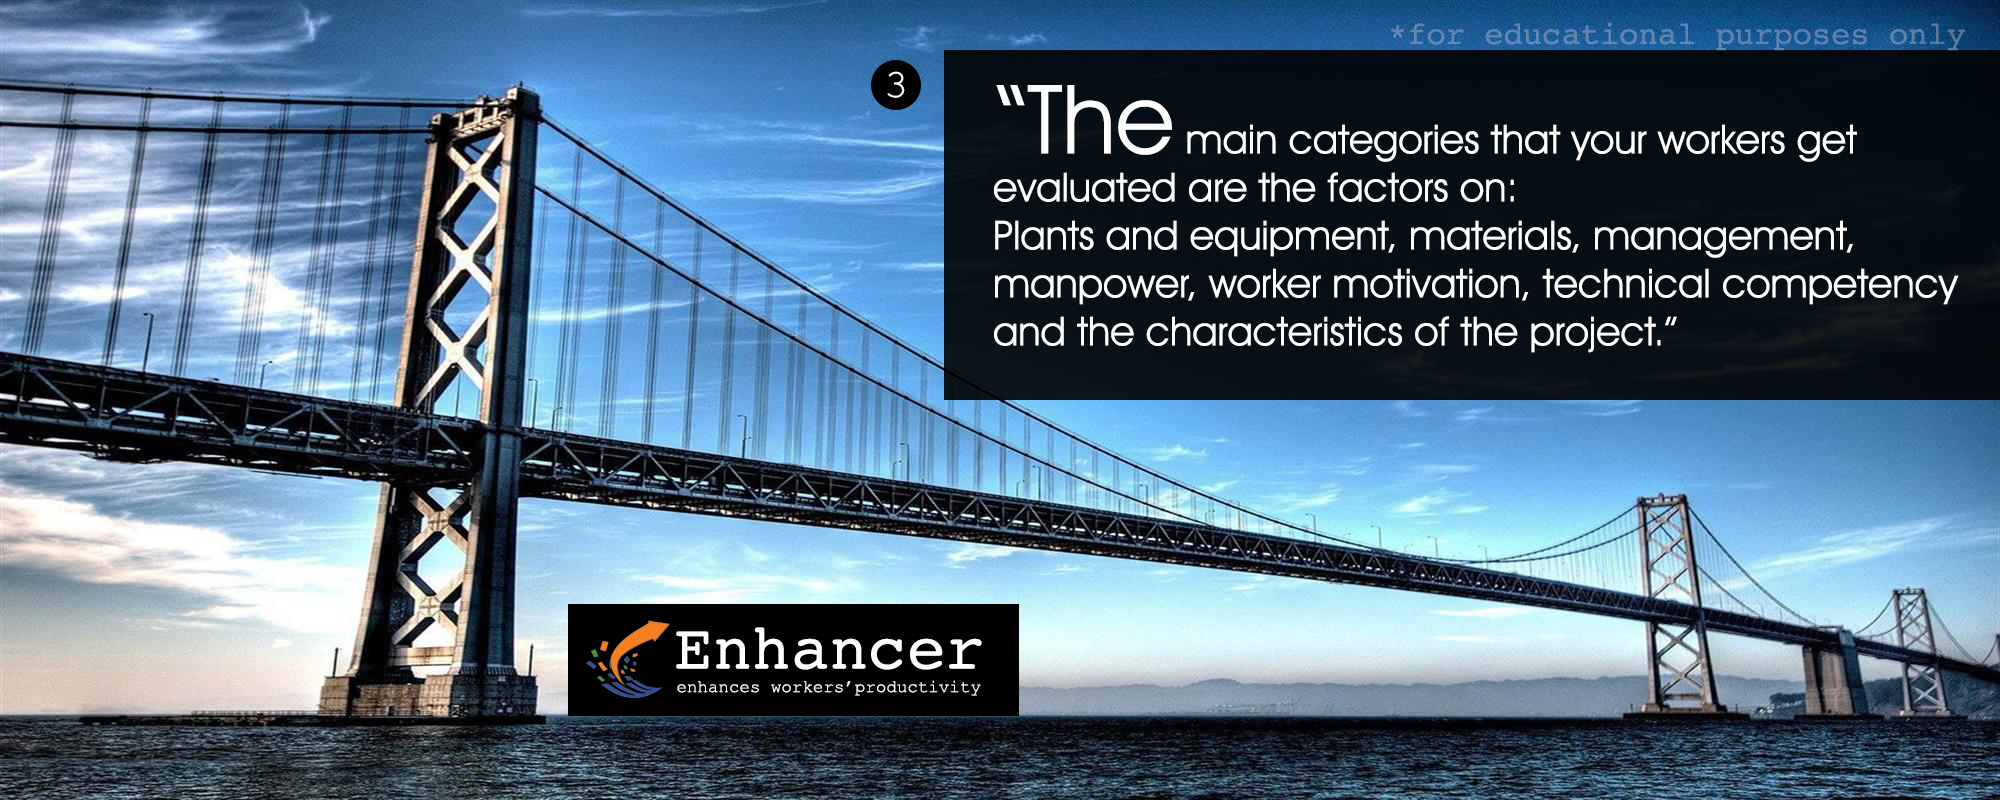 *for educational purposes only
3
“The main categories that your workers get
evaluated are the factors on:
Plants and equipment, materials, management,
manpower, worker motivation, technical competency
and the characteristics of the project.”
Enhancer
enhances workers’productivity